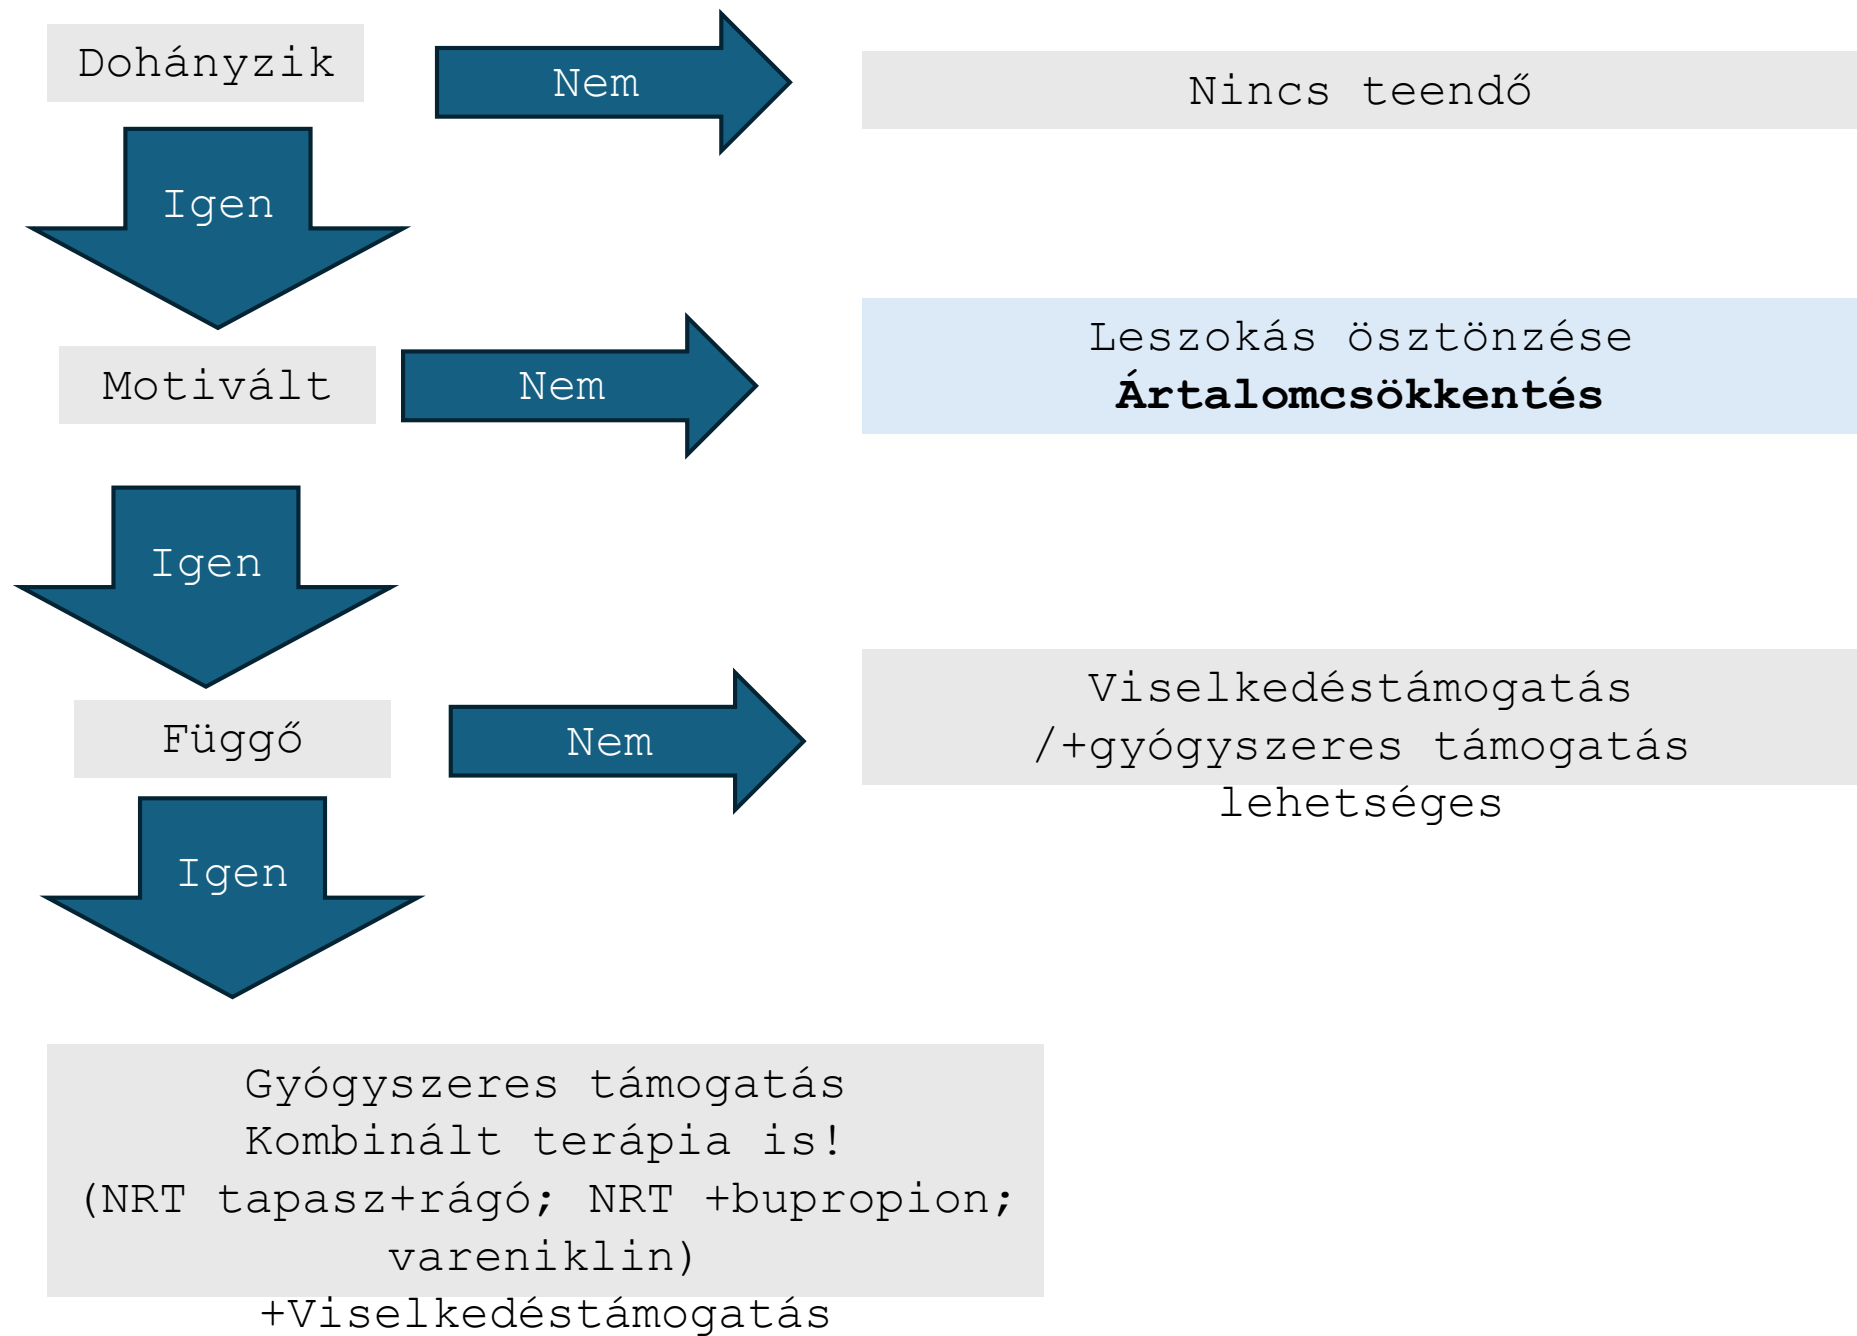 Dohányzik
Nem
Nincs teendő
Igen
Motivált
Nem
Leszokás ösztönzése
Ártalomcsökkentés
Igen
Függő
Nem
Viselkedéstámogatás
/+gyógyszeres támogatás
lehetséges
Igen
Gyógyszeres támogatás
Kombinált terápia is!
(NRT tapasz+rágó; NRT +bupropion;
vareniklin)
+Viselkedéstámogatás